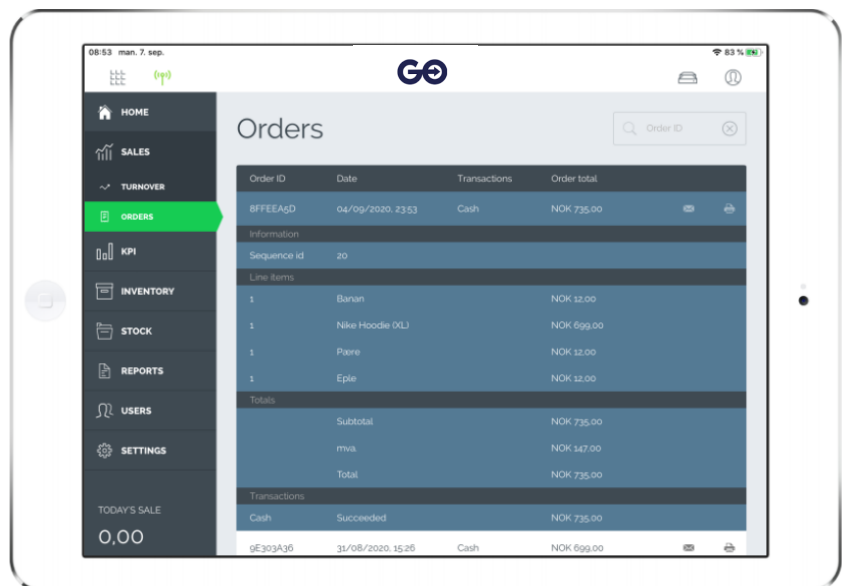 08:53 man. 7. sep.
83 %
GO
HOME
SALES
TURNOVER
ORDERS
KPI
INVENTORY
STOCK
REPORTS
USERS
SETTINGS
TODAY'S SALE
0,00
Orders
Order ID
Order ID Date Transactions Order total
8FFEEA5D 04/09/2020, 23:53 Cash NOK 735,00
Information
Sequence id 20
Line items
1 Banan NOK 12,00
1 Nike Hoodie (XL) NOK 699,00
1 Pære NOK 12,00
1 Eple NOK 12,00
Totals
Subtotal NOK 735,00
mva. NOK 147,00
Total NOK 735,00
Transactions
Cash Succeeded NOK 735,00
9E303A36 31/08/2020, 15:26 Cash NOK 699,00